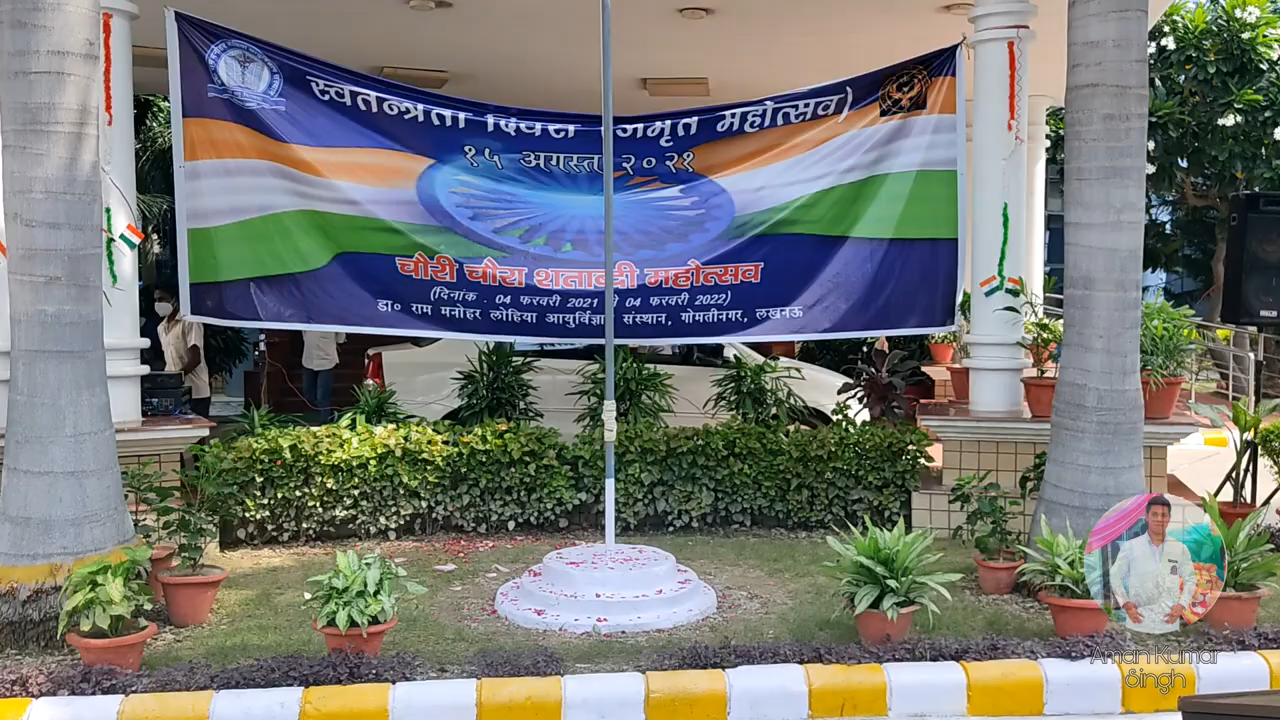 स्वतन्त्रता दिवस (अमृत महोत्सव)
१५ अगस्त २०२१
चौरी चौरा शताब्दी महोत्सव
(दिनांक - 04 फरवरी 2021 से 04 फरवरी 2022)
डा० राम मनोहर लोहिया आयुर्विज्ञान संस्थान, गोमतीनगर, लखनऊ
Aman Kumar
Singh